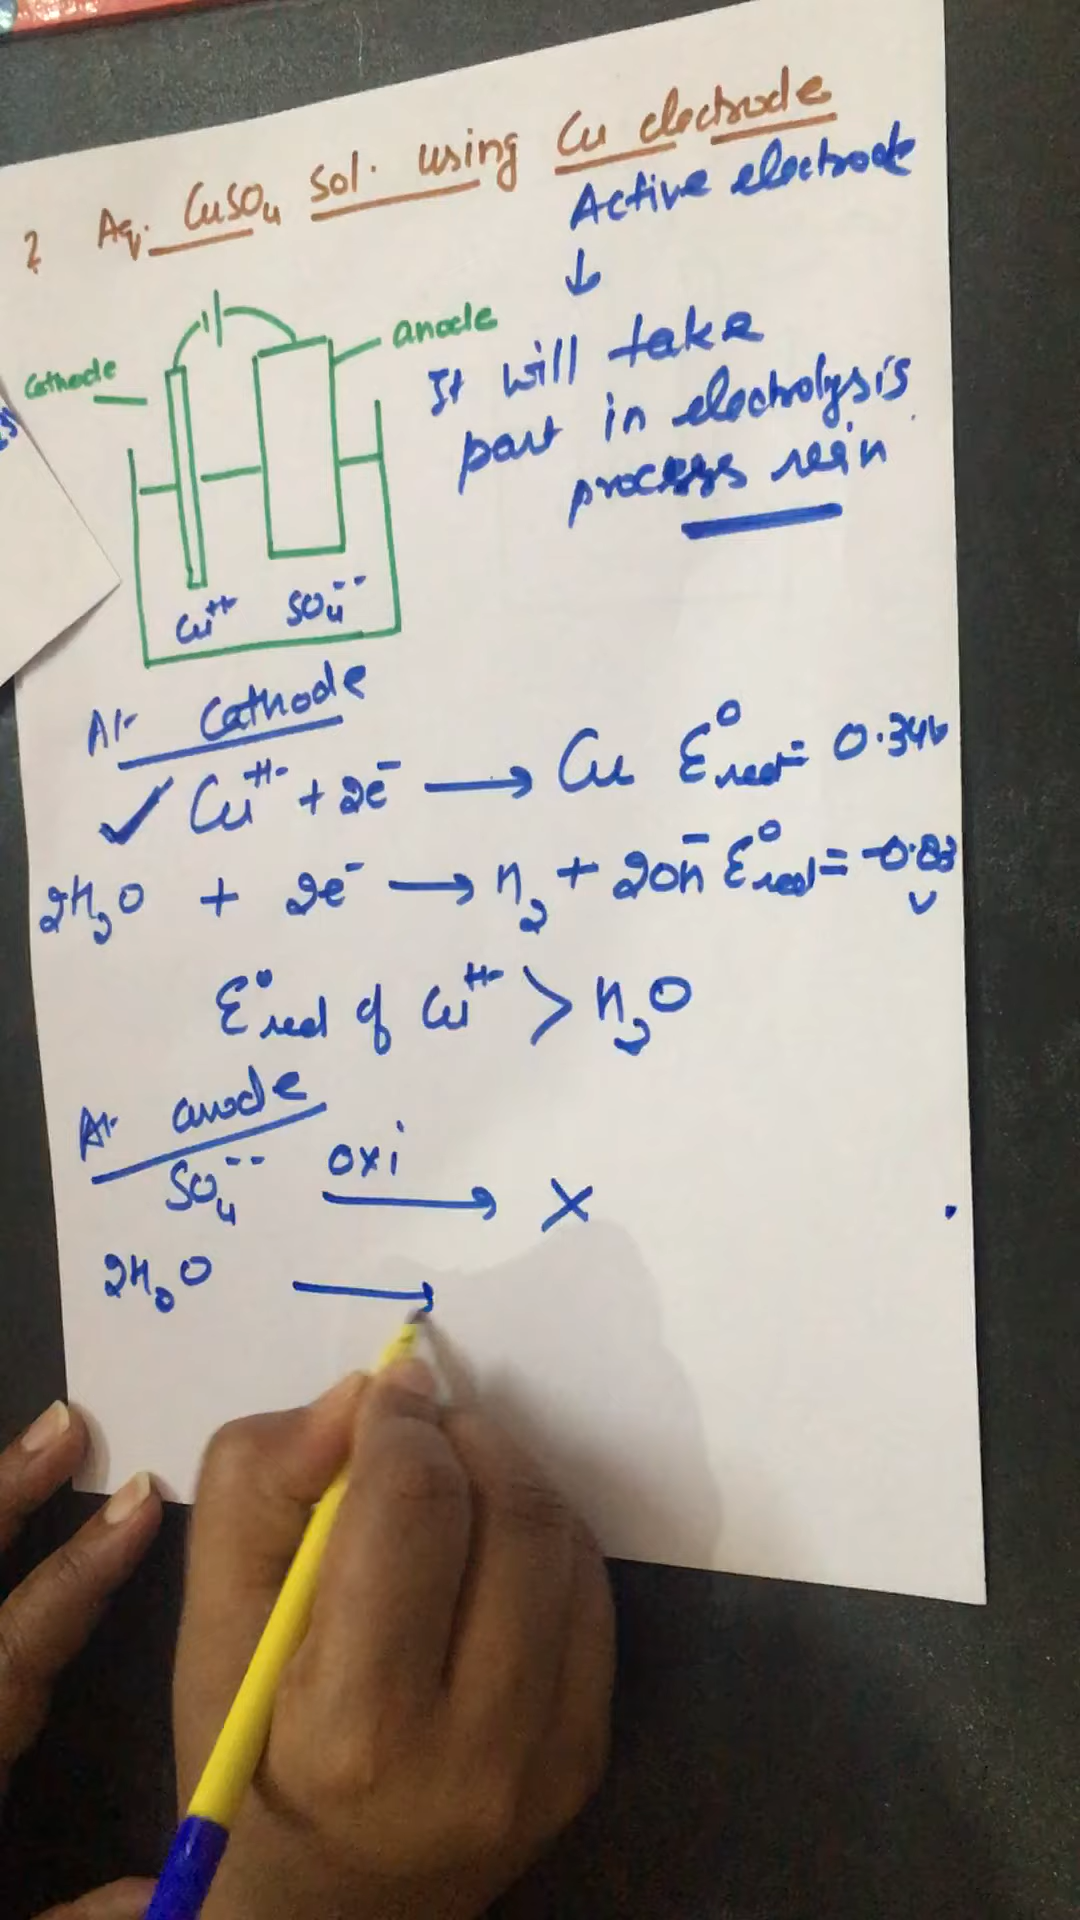 2 Aq. CuSO4 sol. using Cu electrode
Active electrode
↓
It will take
part in electrolysis
process rxn
anode
Cathode
Cu++ SO4--
At Cathode
✓ Cu++ + 2e- → Cu E°red = 0.34v
2H2O + 2e- → H2 + 2OH- E°red = -0.83
v
E°red of Cu++ > H2O
At anode
SO4-- oxi → X
2H2O →